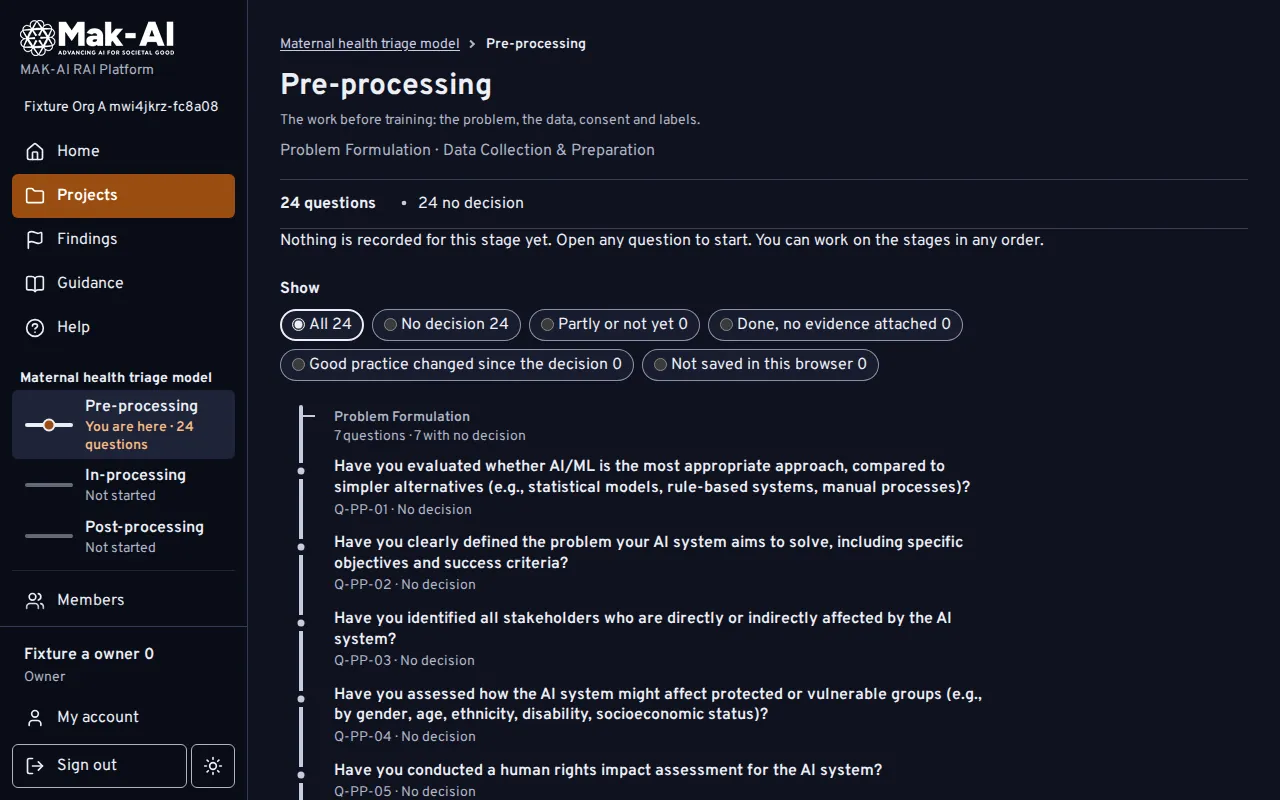 Mak-AI
ADVANCING AI FOR SOCIETAL GOOD
MAK-AI RAI Platform
Fixture Org A mwi4jkrz-fc8a08
Home
Projects
Findings
Guidance
Help
Maternal health triage model
Pre-processing
You are here · 24
questions
In-processing
Not started
Post-processing
Not started
Members
Fixture a owner 0
Owner
My account
Sign out
Maternal health triage model > Pre-processing
Pre-processing
The work before training: the problem, the data, consent and labels.
Problem Formulation · Data Collection & Preparation
24 questions • 24 no decision
Nothing is recorded for this stage yet. Open any question to start. You can work on the stages in any order.
Show
All 24
No decision 24
Partly or not yet 0
Done, no evidence attached 0
Good practice changed since the decision 0
Not saved in this browser 0
Problem Formulation
7 questions · 7 with no decision
Have you evaluated whether AI/ML is the most appropriate approach, compared to
simpler alternatives (e.g., statistical models, rule-based systems, manual processes)?
Q-PP-01 · No decision
Have you clearly defined the problem your AI system aims to solve, including specific
objectives and success criteria?
Q-PP-02 · No decision
Have you identified all stakeholders who are directly or indirectly affected by the AI
system?
Q-PP-03 · No decision
Have you assessed how the AI system might affect protected or vulnerable groups (e.g.,
by gender, age, ethnicity, disability, socioeconomic status)?
Q-PP-04 · No decision
Have you conducted a human rights impact assessment for the AI system?
Q-PP-05 · No decision